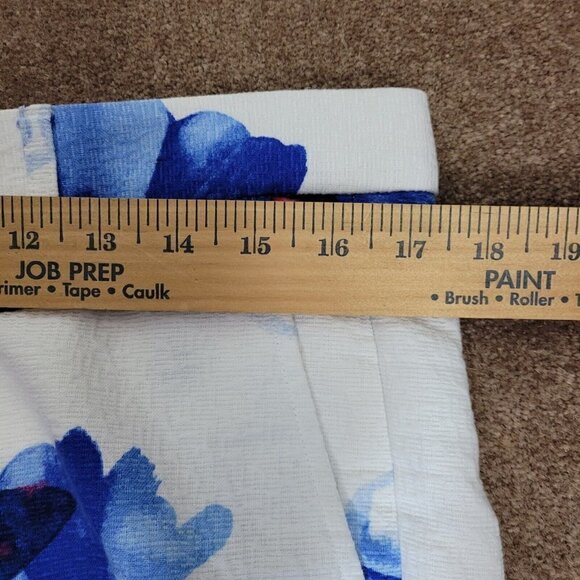 12 13 14 15 16 17 18 19
JOB PREP PAINT
rimer • Tape • Caulk • Brush • Roller • T